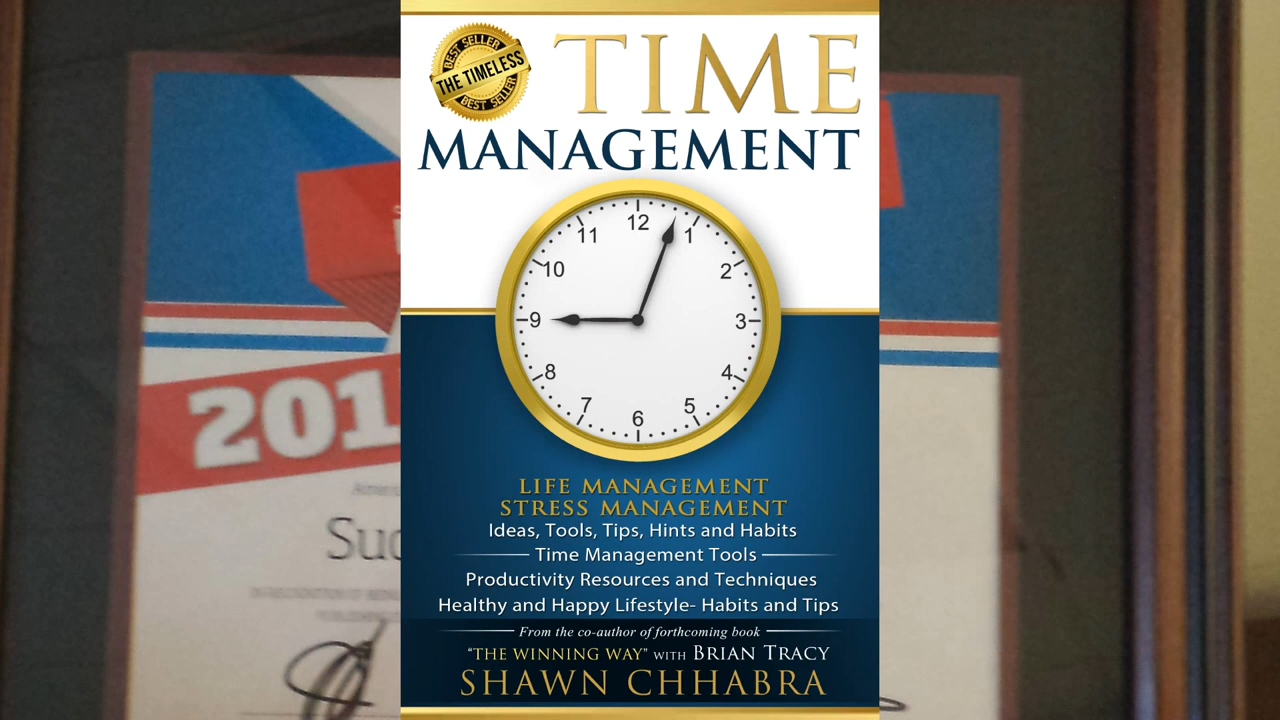 BEST SELLER
THE TIMELESS
BEST SELLER
TIME
MANAGEMENT
12
11
1
10
2
9
3
8
4
7
5
6
LIFE MANAGEMENT
STRESS MANAGEMENT
Ideas, Tools, Tips, Hints and Habits
Time Management Tools
Productivity Resources and Techniques
Healthy and Happy Lifestyle- Habits and Tips
From the co-author of forthcoming book
“THE WINNING WAY” WITH BRIAN TRACY
SHAWN CHHABRA
201
Suc